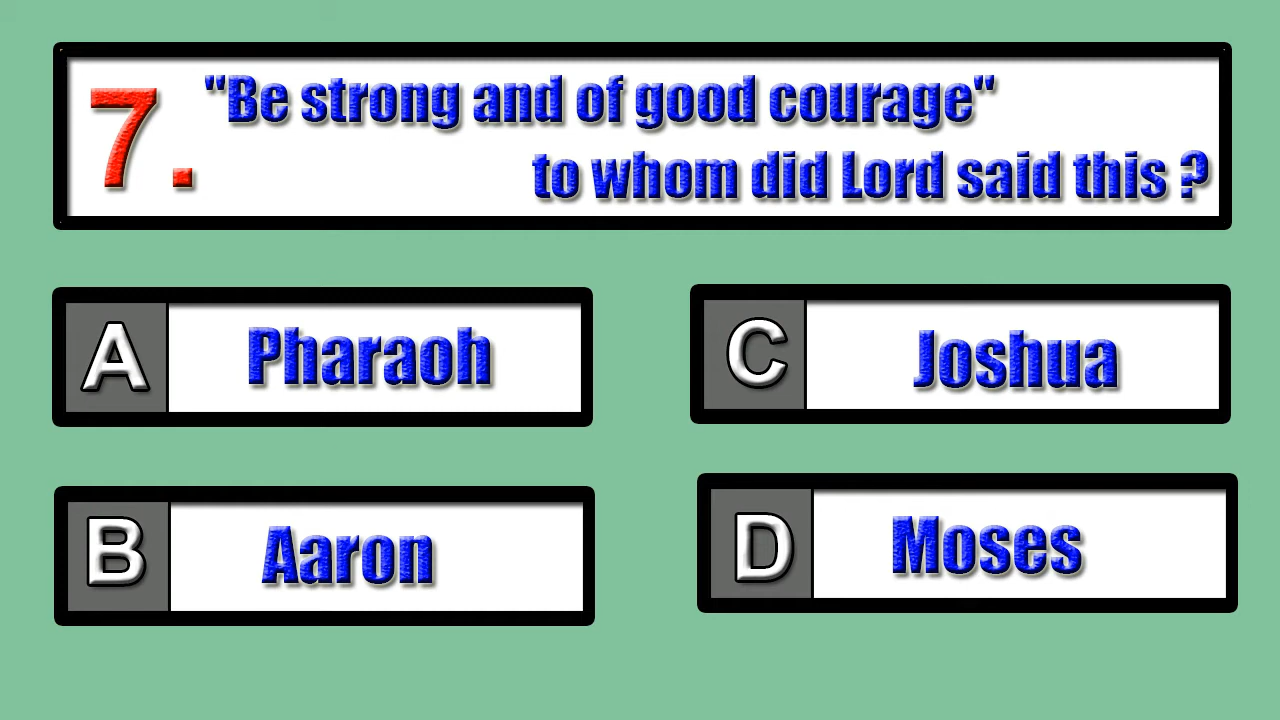 7.
"Be strong and of good courage"
to whom did Lord said this ?
A Pharaoh
C Joshua
B Aaron
D Moses